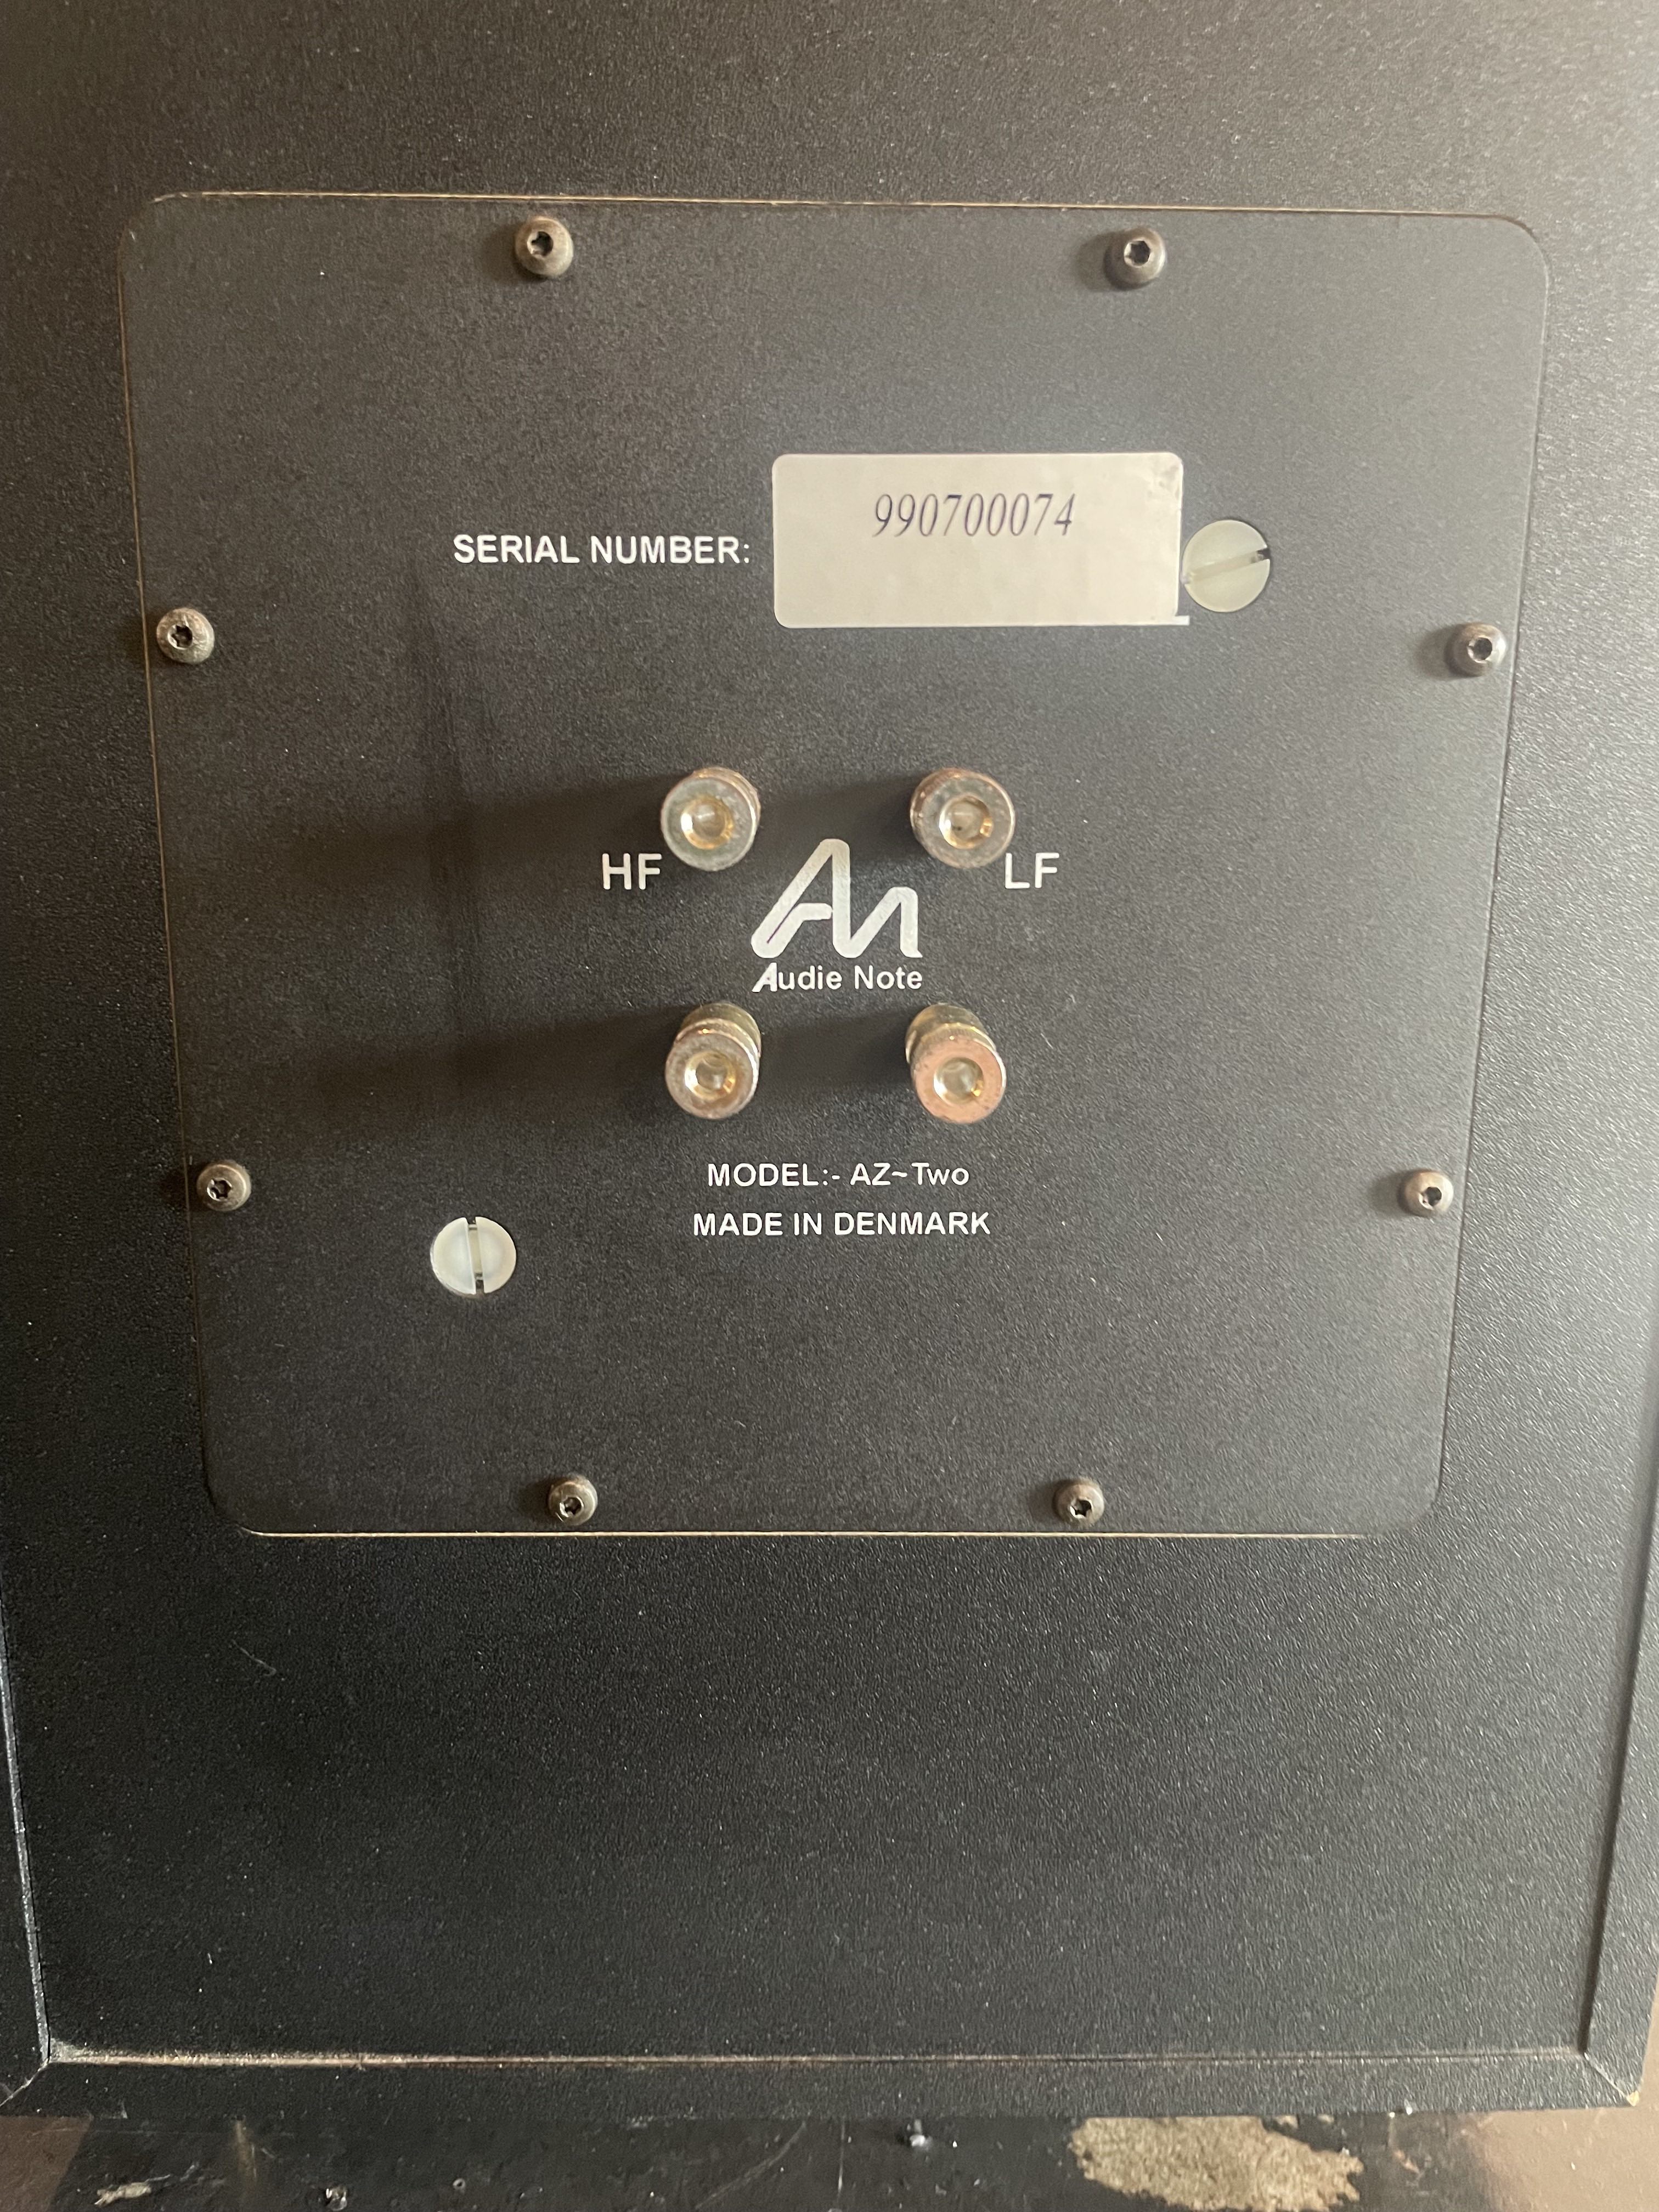 990700074
SERIAL NUMBER:
HF
LF
Audie Note
MODEL:- AZ~Two
MADE IN DENMARK